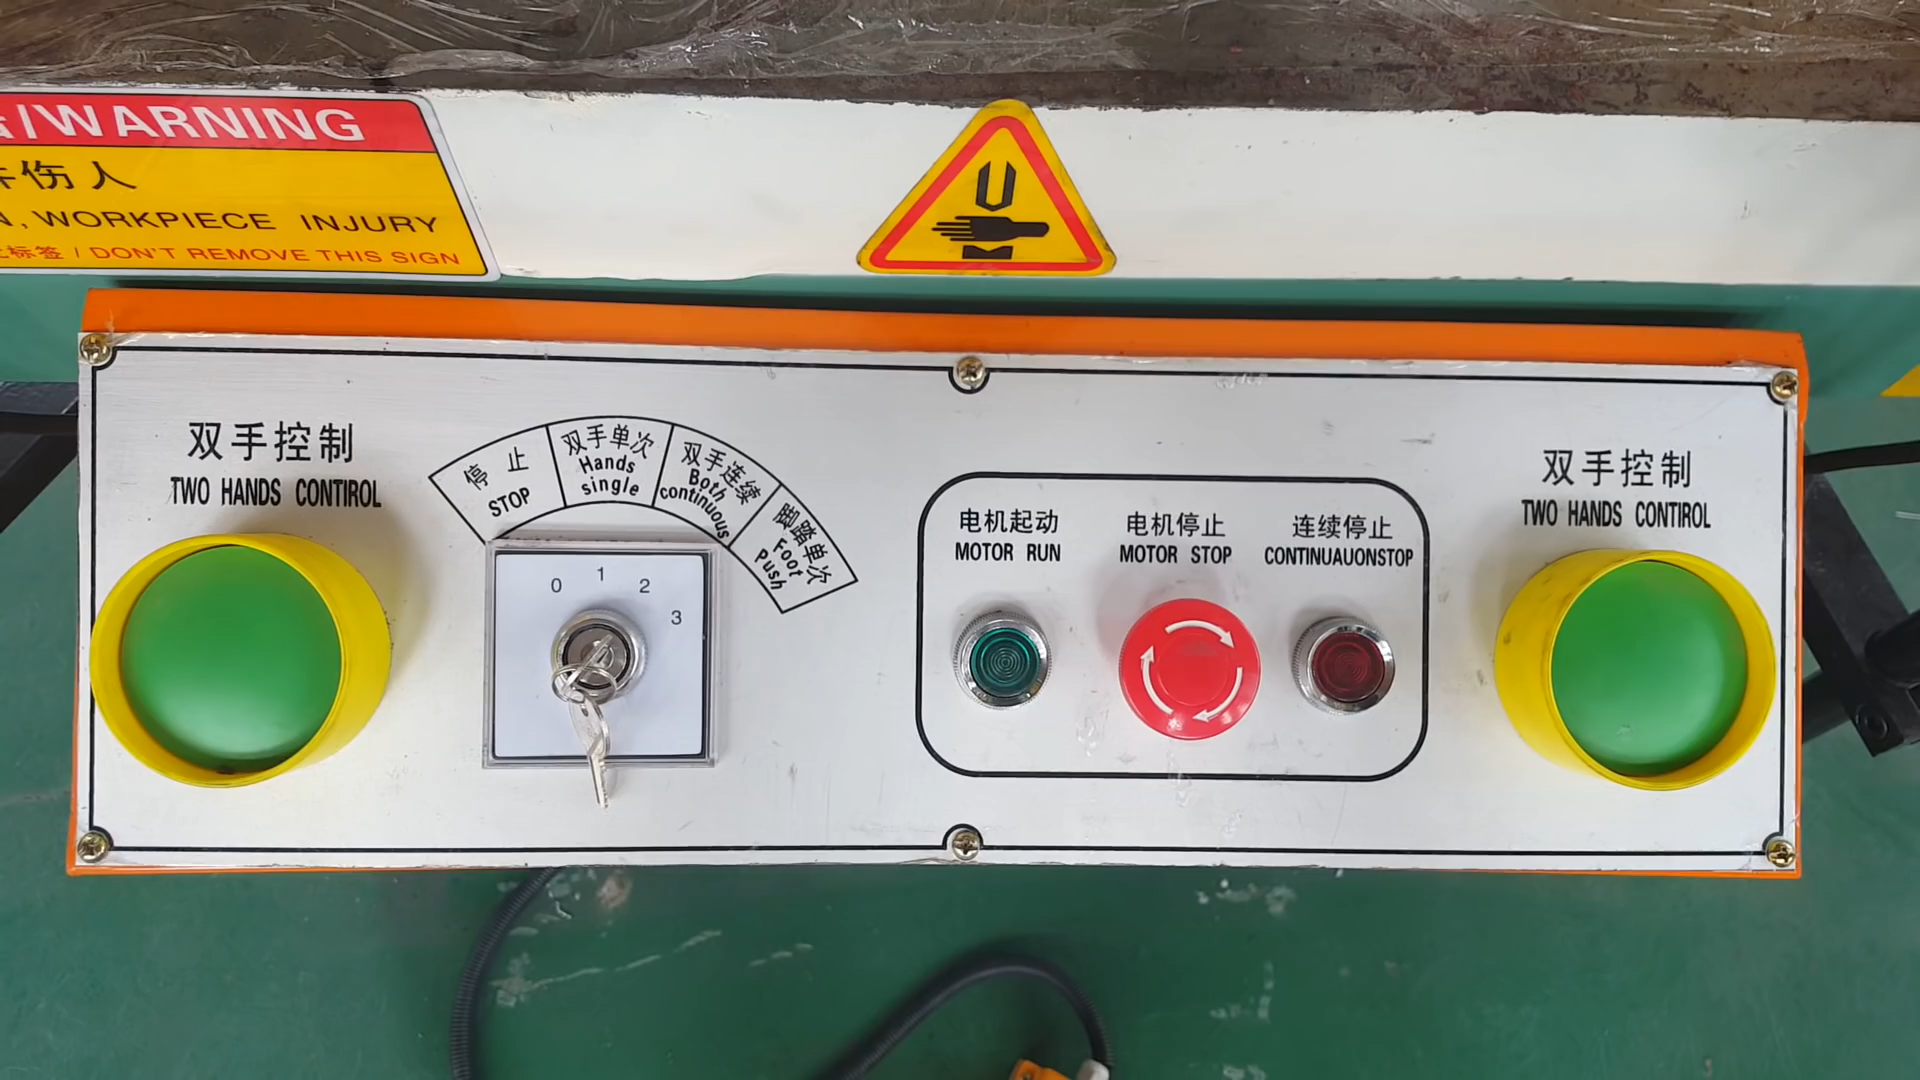 /WARNING
伤人
, WORKPIECE INJURY
标签 / DON'T REMOVE THIS SIGN
双手控制
TWO HANDS CONTIROL
停 止
STOP
双手单次
Hands
single
双手连续
Both
continuous
脚踏单次
Foot
Push
0
1
2
3
电机起动
MOTOR RUN
电机停止
MOTOR STOP
连续停止
CONTINUAUONSTOP
双手控制
TWO HANDS CONTIROL